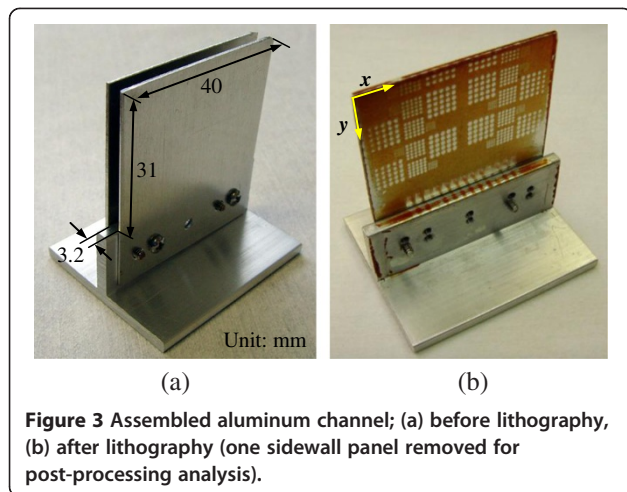 40
31
3.2
Unit: mm
x
y
(a)
(b)
Figure 3 Assembled aluminum channel; (a) before lithography,
(b) after lithography (one sidewall panel removed for
post-processing analysis).